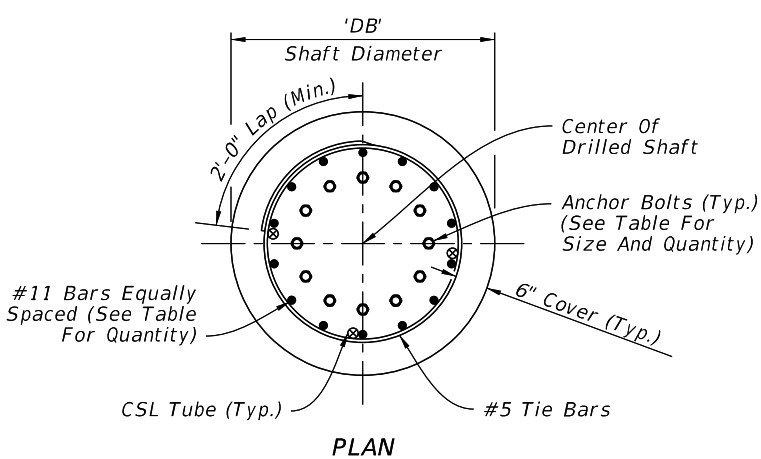 'DB'
Shaft Diameter
2'-0" Lap (Min.)
Center Of
Drilled Shaft
Anchor Bolts (Typ.)
(See Table For
Size And Quantity)
#11 Bars Equally
Spaced (See Table
For Quantity)
6" Cover (Typ.)
CSL Tube (Typ.)
#5 Tie Bars
PLAN